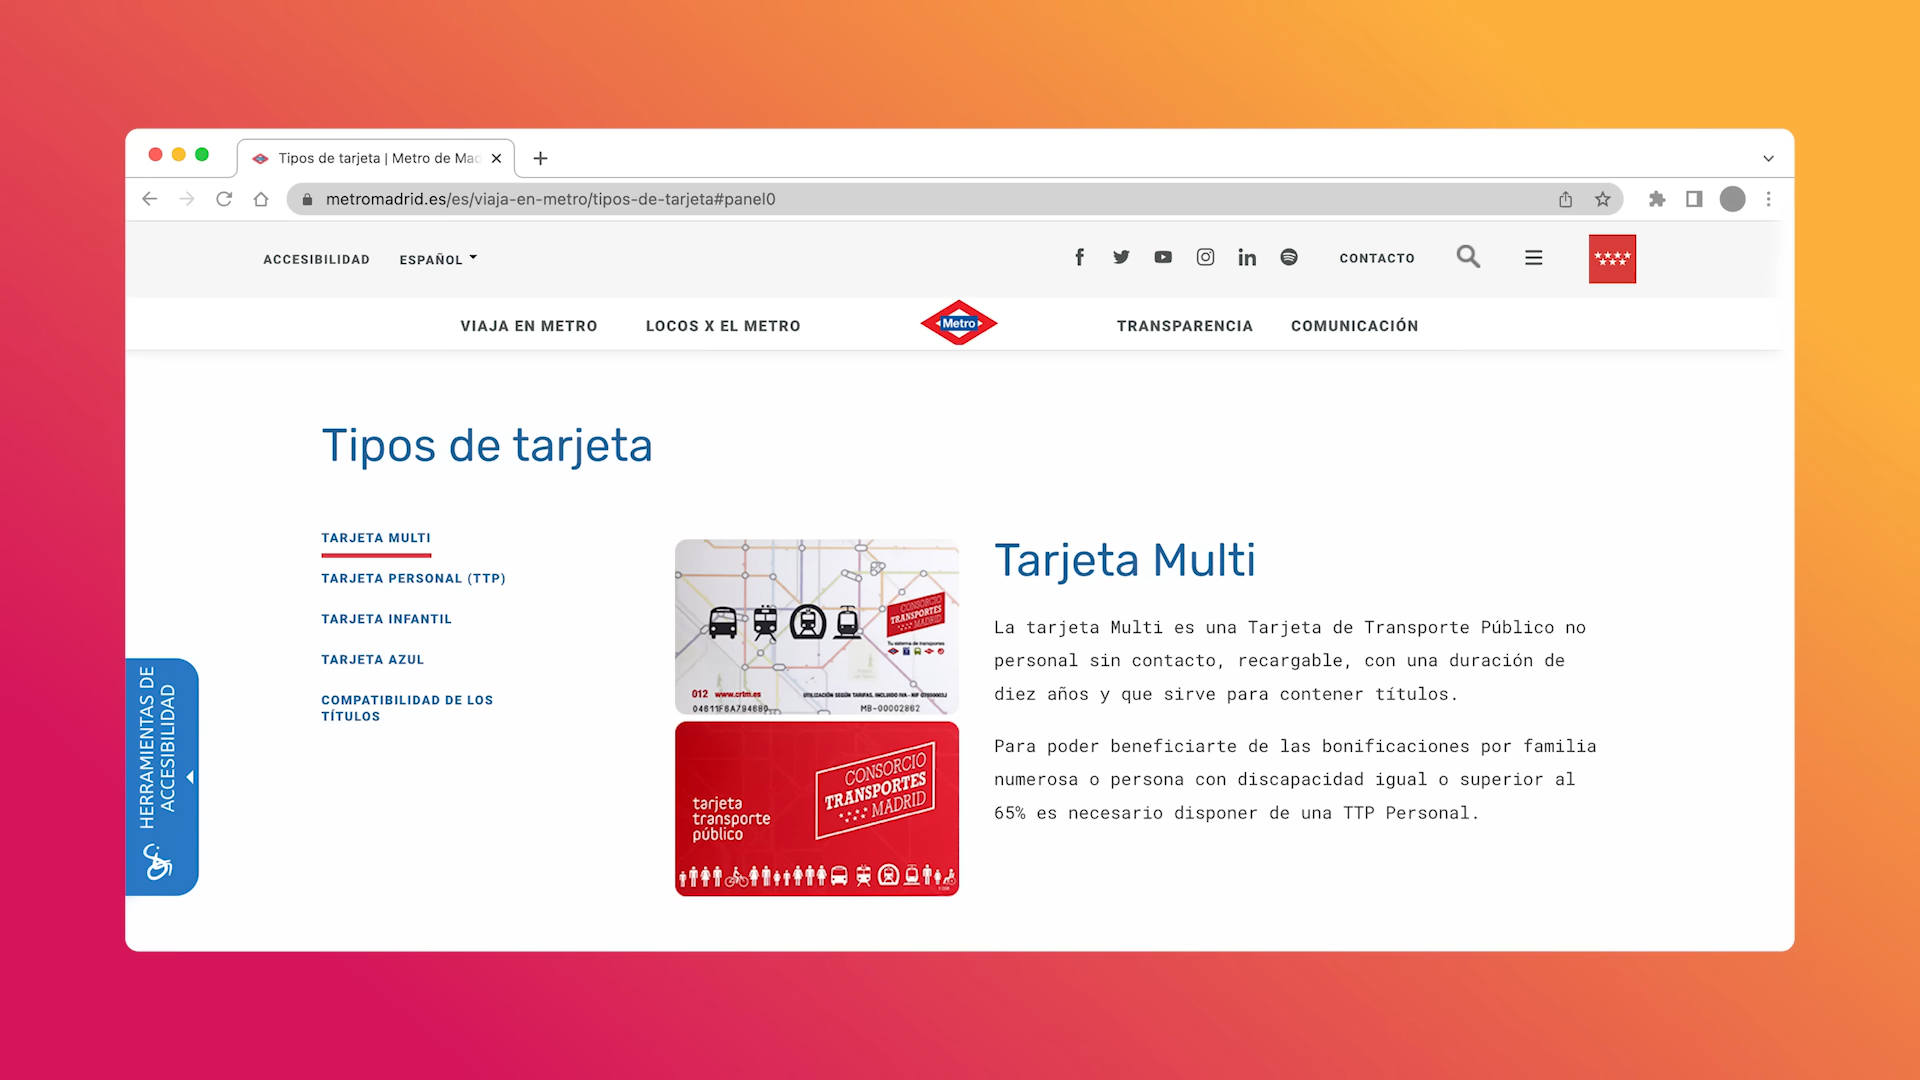 Tipos de tarjeta | Metro de Mad
metromadrid.es/es/viaja-en-metro/tipos-de-tarjeta#panel0
ACCESIBILIDAD
ESPAÑOL
CONTACTO
VIAJA EN METRO
LOCOS X EL METRO
Metro
TRANSPARENCIA
COMUNICACIÓN
Tipos de tarjeta
TARJETA MULTI
TARJETA PERSONAL (TTP)
TARJETA INFANTIL
TARJETA AZUL
COMPATIBILIDAD DE LOS
TÍTULOS
HERRAMIENTAS DE
ACCESIBILIDAD
CONSORCIO
TRANSPORTES
MADRID
Tu sistema de transportes
012 www.crtm.es
UTILIZACIÓN SEGÚN TARIFAS. INCLUIDO IVA - NIF
04611F6A794680
MB-00002862
tarjeta
transporte
público
CONSORCIO
TRANSPORTES
MADRID
Tarjeta Multi
La tarjeta Multi es una Tarjeta de Transporte Público no
personal sin contacto, recargable, con una duración de
diez años y que sirve para contener títulos.
Para poder beneficiarte de las bonificaciones por familia
numerosa o persona con discapacidad igual o superior al
65% es necesario disponer de una TTP Personal.